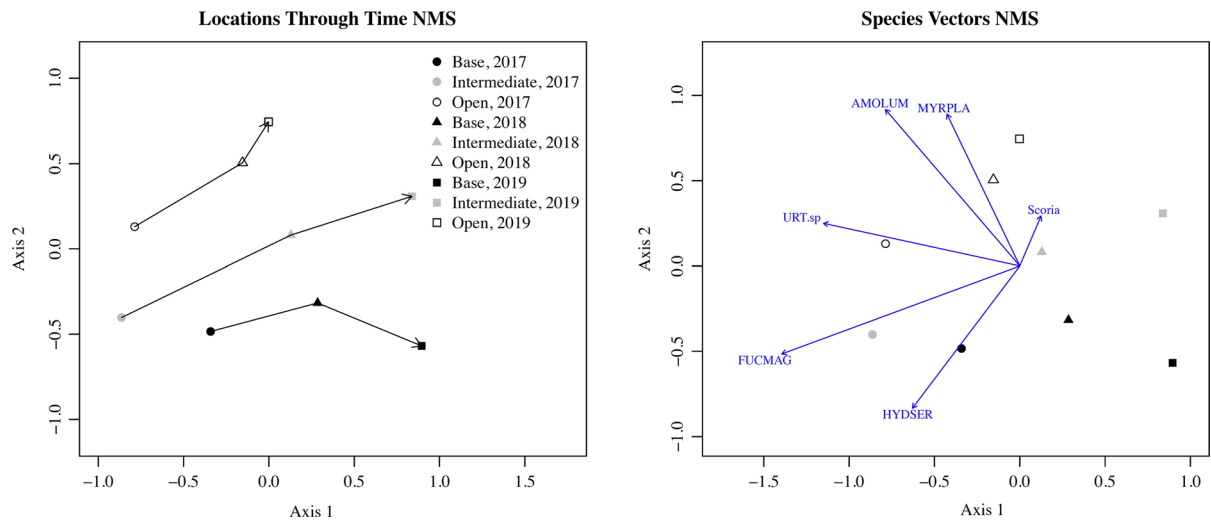 Locations Through Time NMS
Base, 2017
Intermediate, 2017
Open, 2017
Base, 2018
Intermediate, 2018
Open, 2018
Base, 2019
Intermediate, 2019
Open, 2019
1.0
0.5
0.0
−0.5
−1.0
Axis 2
−1.0 −0.5 0.0 0.5 1.0 1.5
Axis 1
Species Vectors NMS
AMOLUM
MYRPLA
URT.sp
Scoria
FUCMAG
HYDSER
1.0
0.5
0.0
−0.5
−1.0
Axis 2
−1.5 −1.0 −0.5 0.0 0.5 1.0
Axis 1